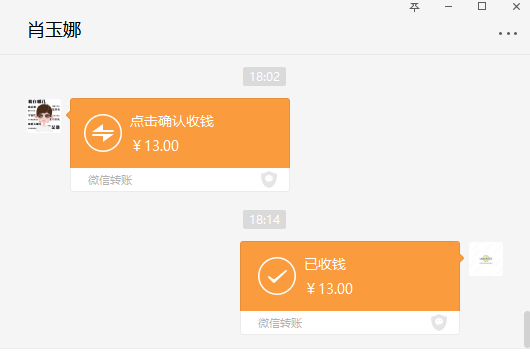 肖玉娜
18:02
点击确认收钱
￥13.00
微信转账
18:14
已收钱
￥13.00
微信转账